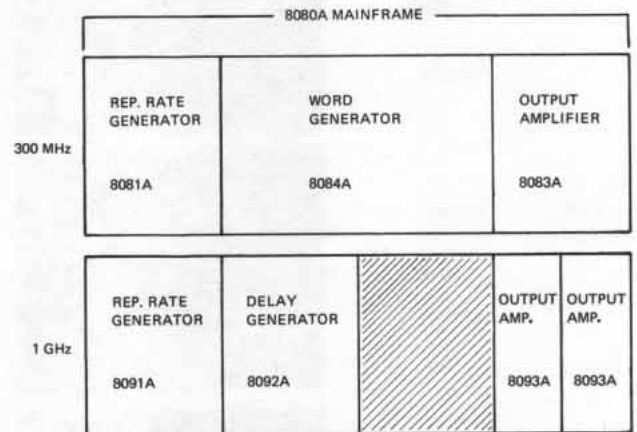 8080A MAINFRAME
300 MHz
REP. RATE
GENERATOR
8081A
WORD
GENERATOR
8084A
OUTPUT
AMPLIFIER
8083A
1 GHz
REP. RATE
GENERATOR
8091A
DELAY
GENERATOR
8092A
OUTPUT
AMP.
8093A
OUTPUT
AMP.
8093A